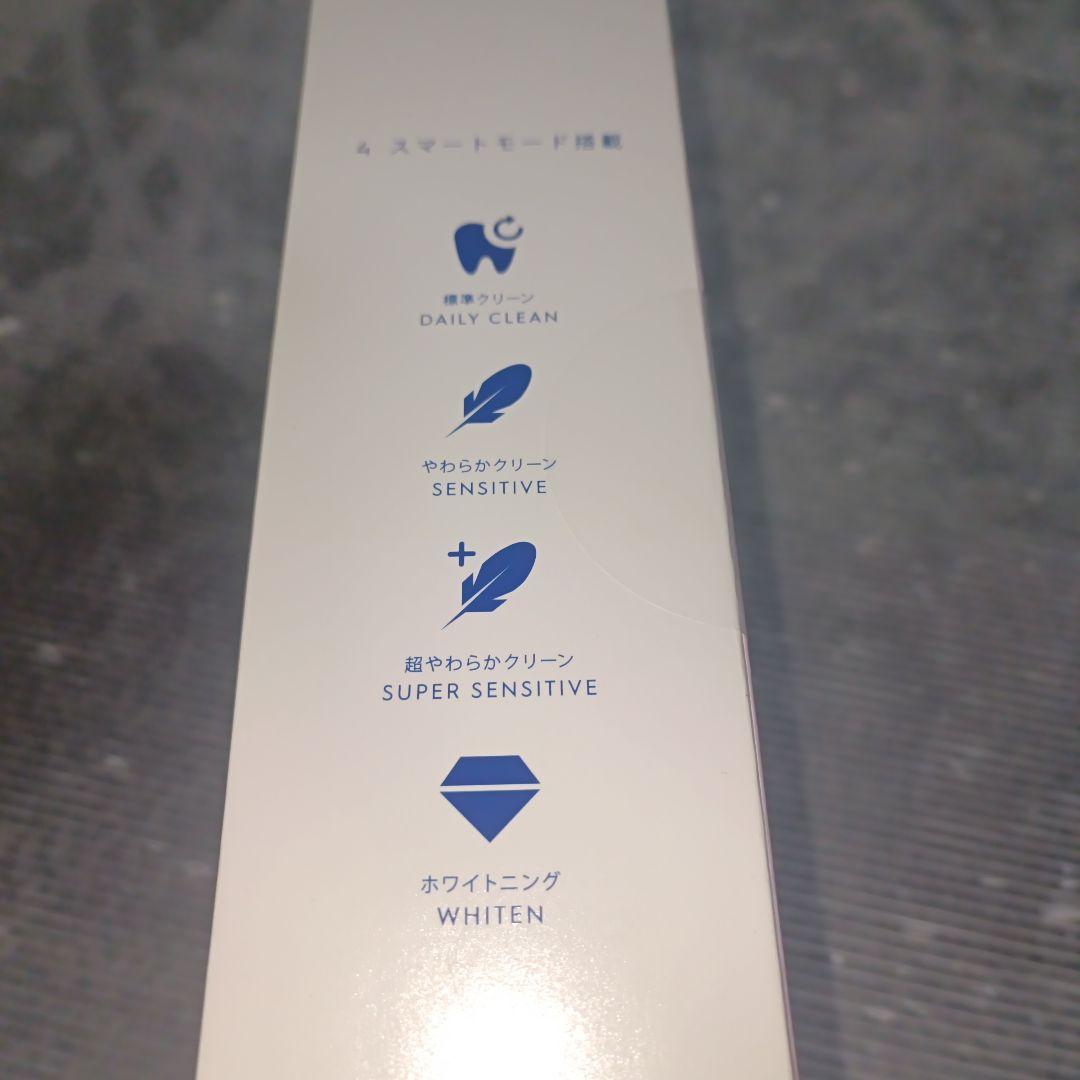 4 スマートモード搭載
標準クリーン
DAILY CLEAN
やわらかクリーン
SENSITIVE
超やわらかクリーン
SUPER SENSITIVE
ホワイトニング
WHITEN